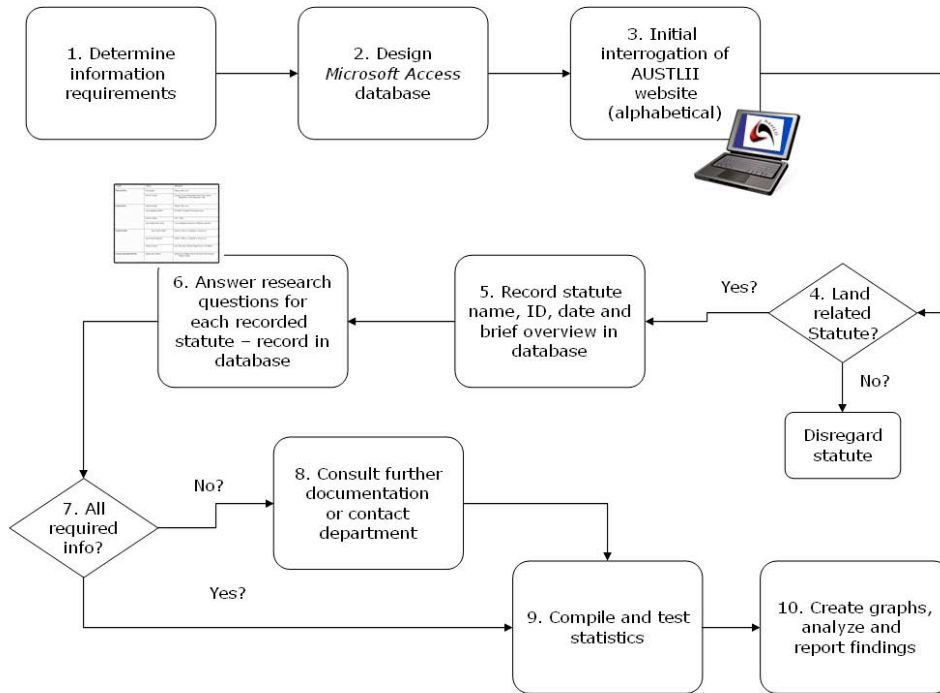 1. Determine
information
requirements
2. Design
Microsoft Access
database
3. Initial
interrogation of
AUSTLII
website
(alphabetical)
4. Land
related
Statute?
Yes?
No?
Disregard
statute
5. Record statute
name, ID, date and
brief overview in
database
6. Answer research
questions for
each recorded
statute – record in
database
7. All
required
info?
No?
Yes?
8. Consult further
documentation
or contact
department
9. Compile and test
statistics
10. Create graphs,
analyze and
report findings